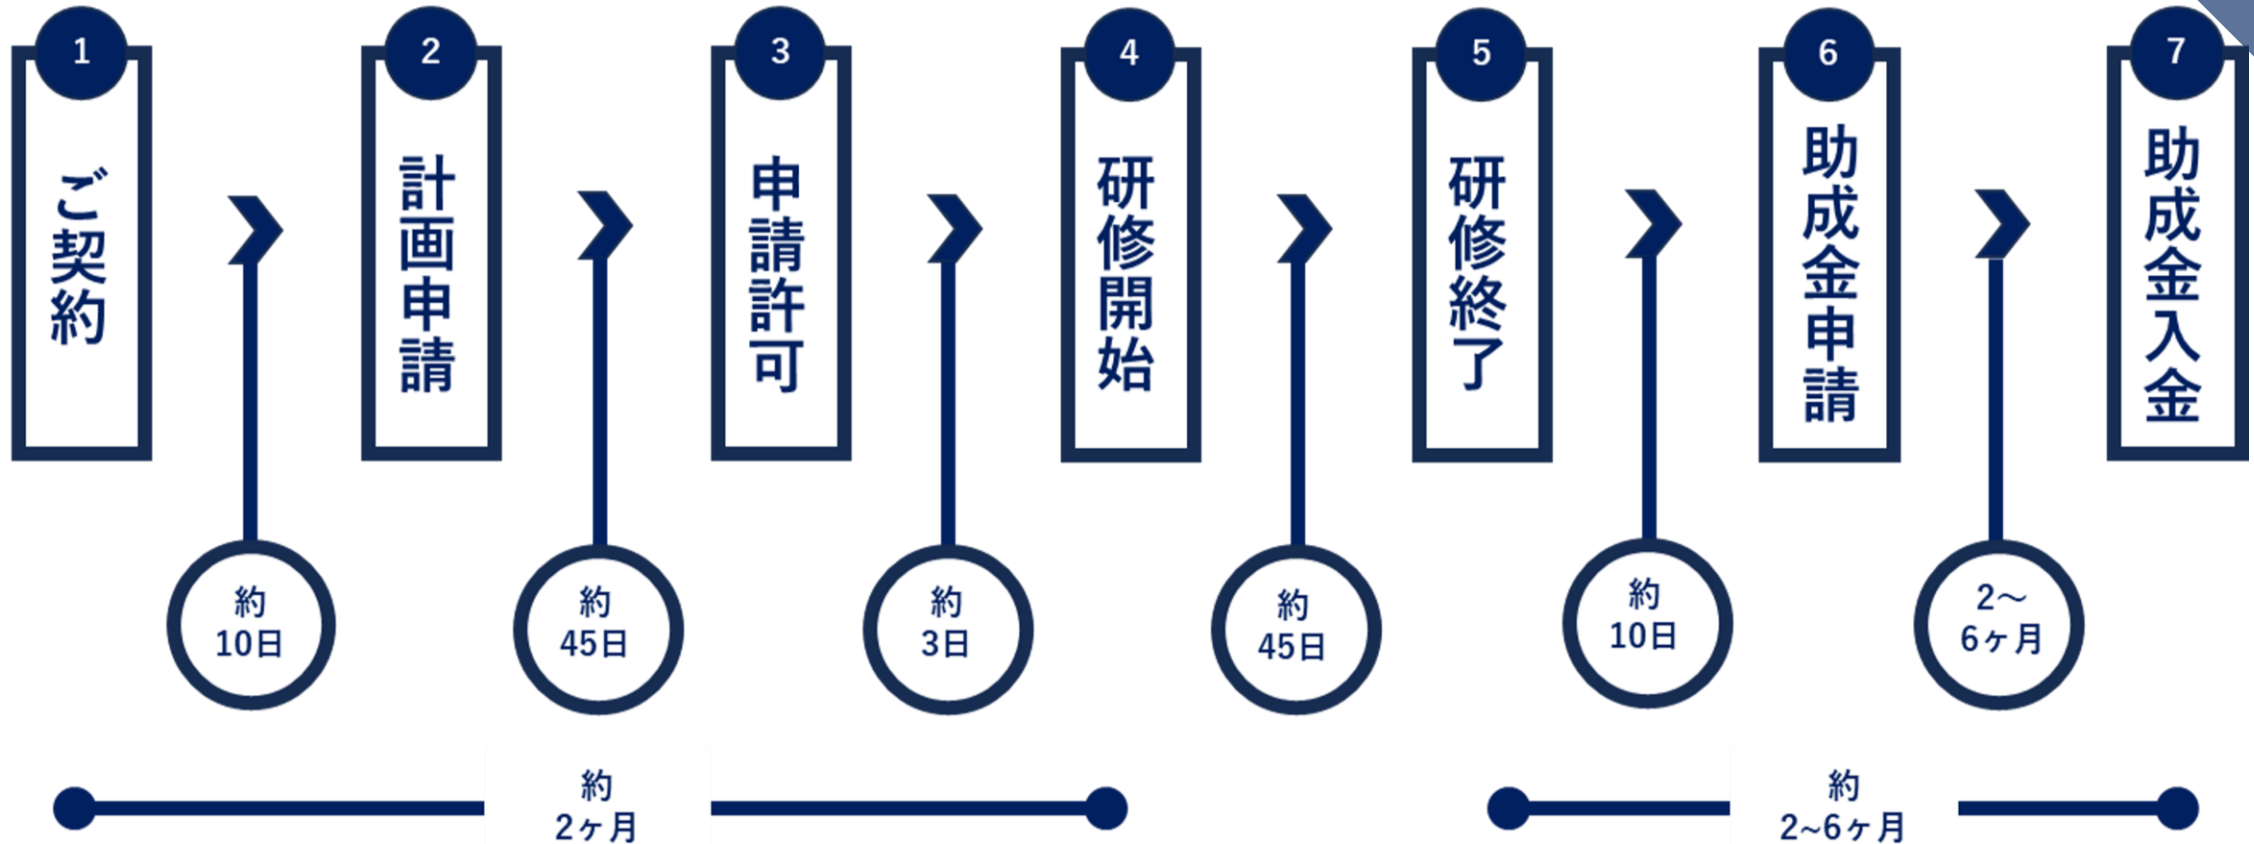 1
ご契約
2
計画申請
3
申請許可
4
研修開始
5
研修終了
6
助成金申請
7
助成金入金
約
10日
約
45日
約
3日
約
45日
約
10日
2～
6ヶ月
約
2ヶ月
約
2~6ヶ月